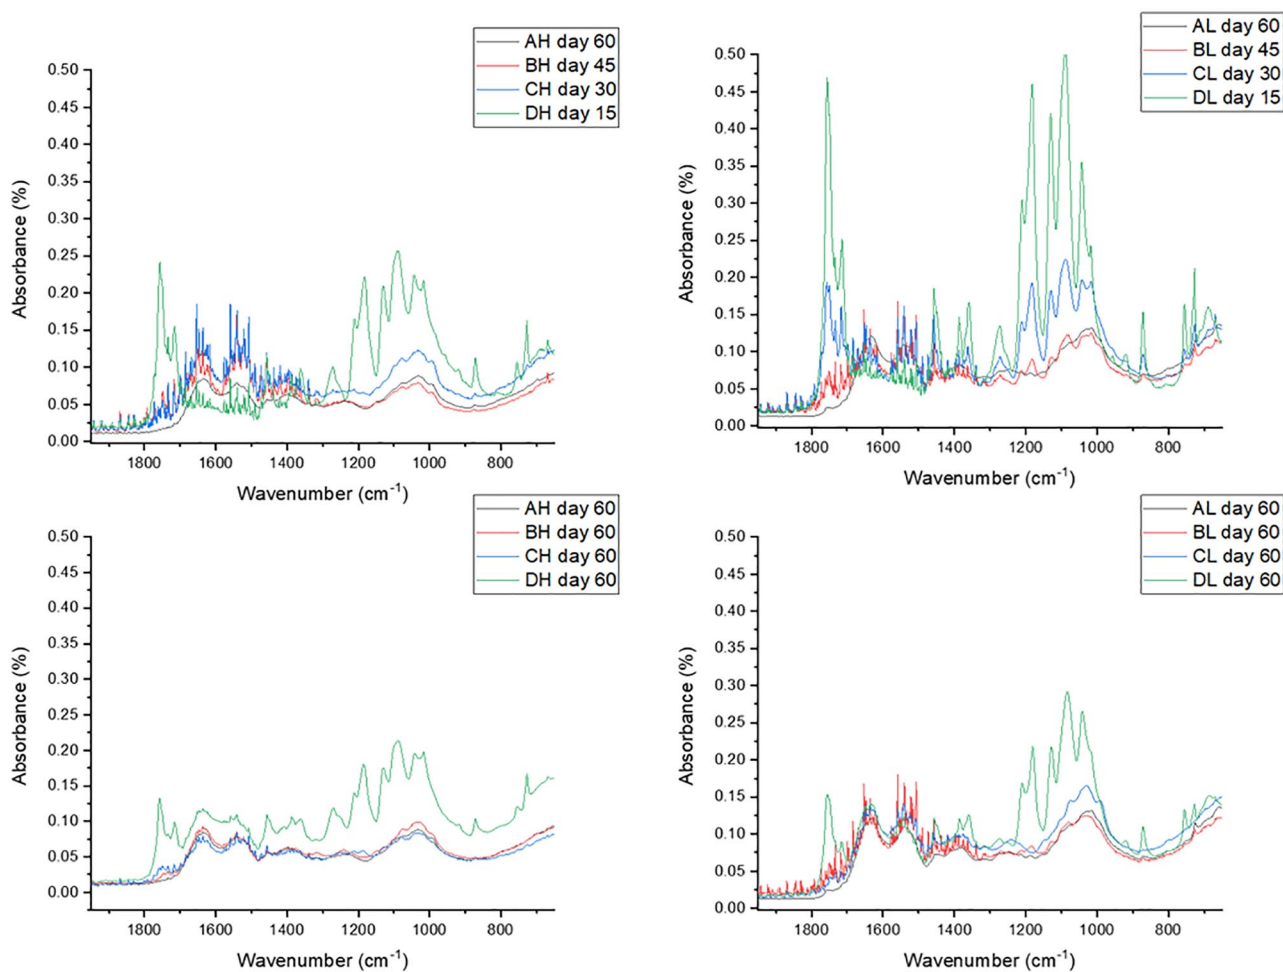 AH day 60
BH day 45
CH day 30
DH day 15
0.50
0.45
0.40
0.35
0.30
0.25
0.20
0.15
0.10
0.05
0.00
Absorbance (%)
1800 1600 1400 1200 1000 800
Wavenumber (cm⁻¹)
AL day 60
BL day 45
CL day 30
DL day 15
0.50
0.45
0.40
0.35
0.30
0.25
0.20
0.15
0.10
0.05
0.00
Absorbance (%)
1800 1600 1400 1200 1000 800
Wavenumber (cm⁻¹)
AH day 60
BH day 60
CH day 60
DH day 60
0.50
0.45
0.40
0.35
0.30
0.25
0.20
0.15
0.10
0.05
0.00
Absorbance (%)
1800 1600 1400 1200 1000 800
Wavenumber (cm⁻¹)
AL day 60
BL day 60
CL day 60
DL day 60
0.50
0.45
0.40
0.35
0.30
0.25
0.20
0.15
0.10
0.05
0.00
Absorbance (%)
1800 1600 1400 1200 1000 800
Wavenumber (cm⁻¹)